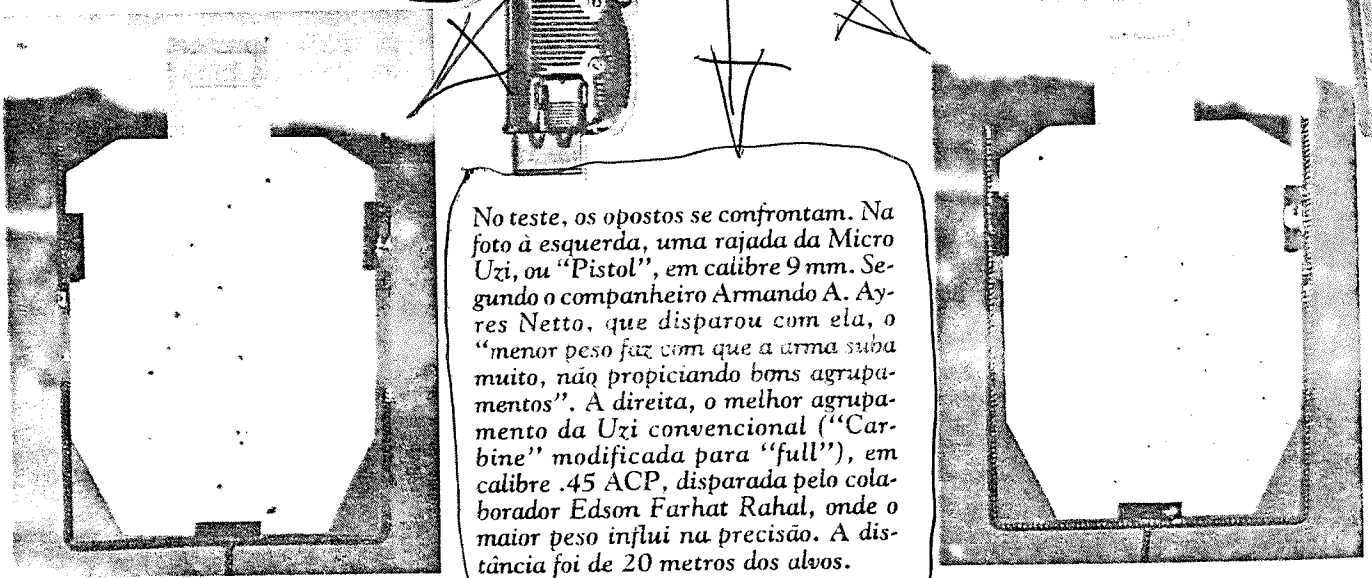 No teste, os opostos se confrontam. Na
foto à esquerda, uma rajada da Micro
Uzi, ou “Pistol”, em calibre 9 mm. Se-
gundo o companheiro Armando A. Ay-
res Netto, que disparou com ela, o
“menor peso faz com que a arma suba
muito, não propiciando bons agrupa-
mentos”. A direita, o melhor agrupa-
mento da Uzi convencional (“Car-
bine” modificada para “full”), em
calibre .45 ACP, disparada pelo cola-
borador Edson Farhat Rahal, onde o
maior peso influi na precisão. A dis-
tância foi de 20 metros dos alvos.